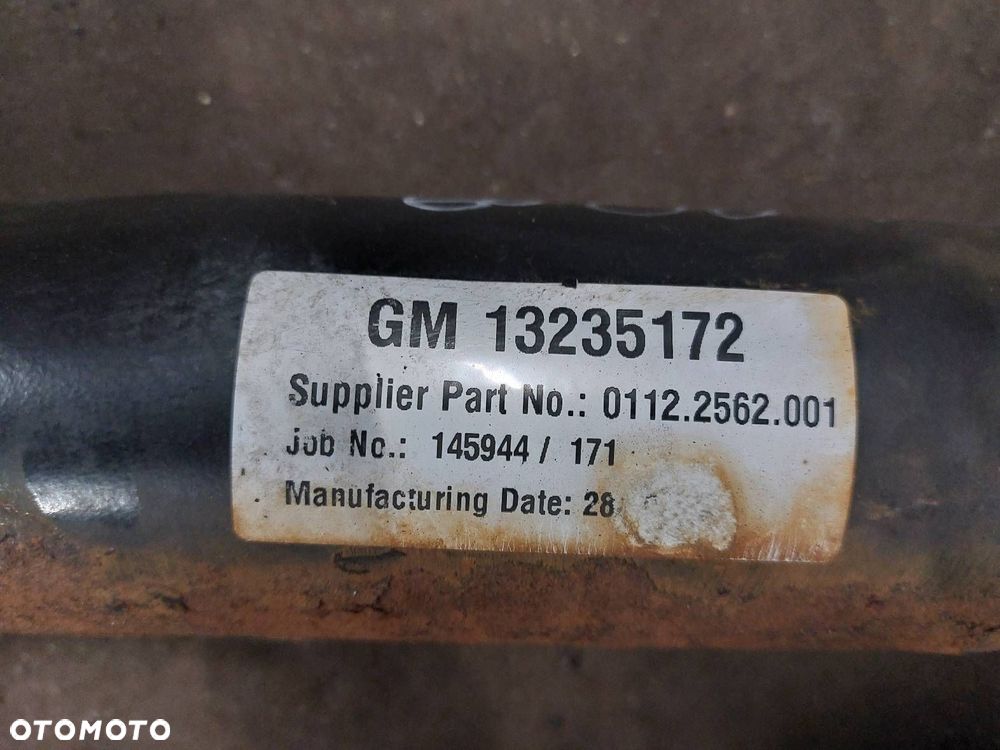 GM 13235172
Supplier Part No.: 0112.2562.001
Job No.: 145944 / 171
Manufacturing Date: 28
OTOMOTO